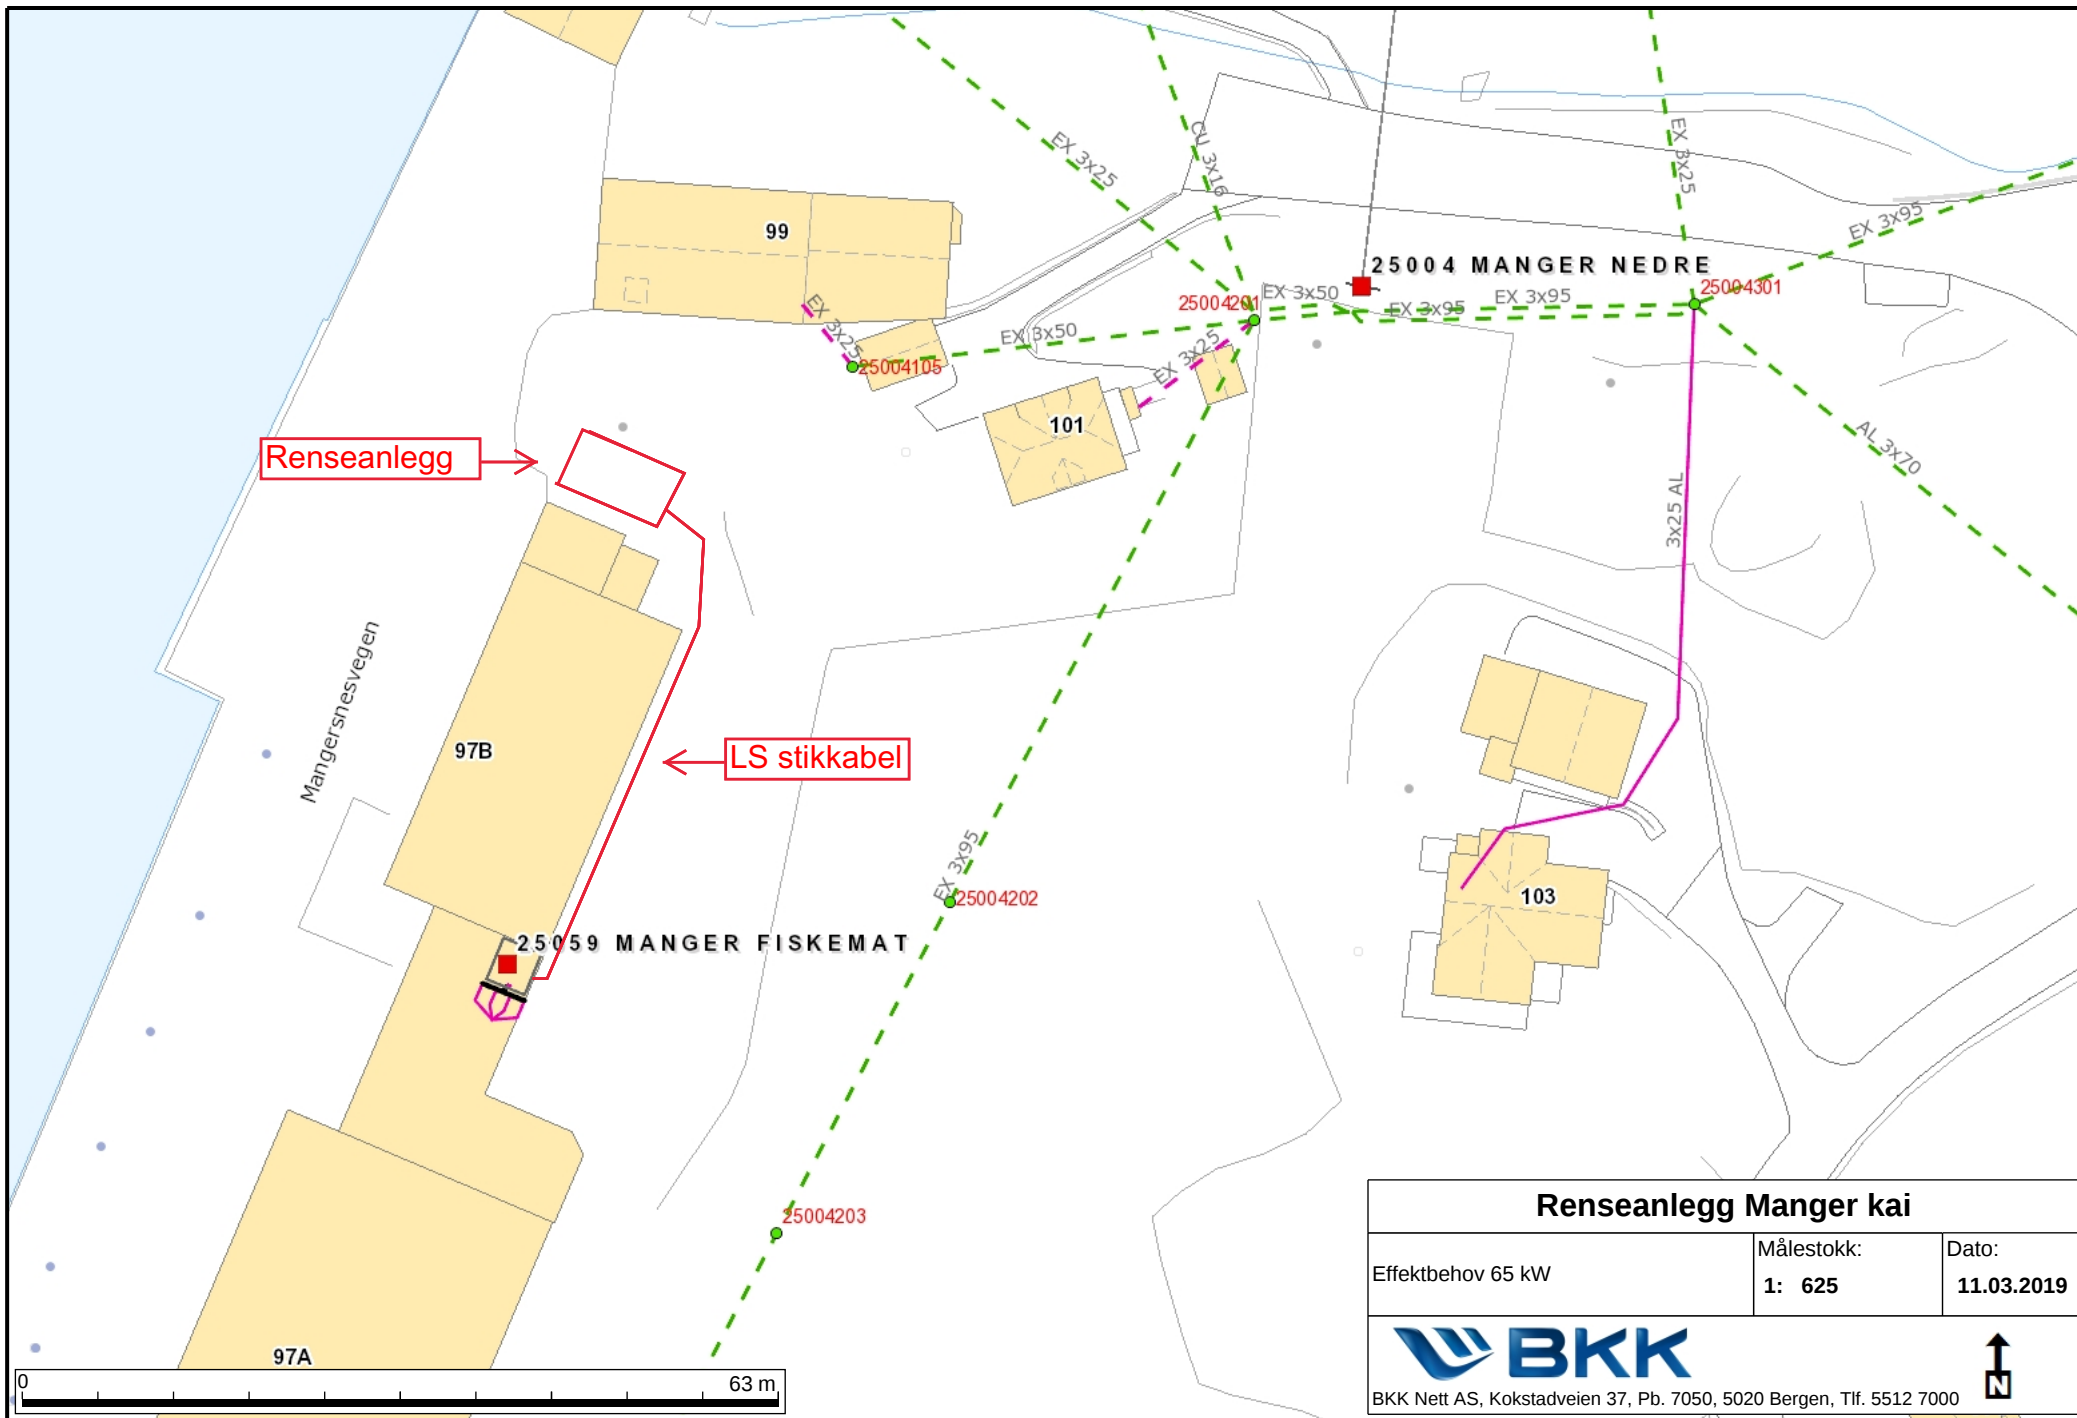 EX 3x25
CU 3x16
EX 3x25
EX 3x95
99
25004 MANGER NEDRE
25004301
25004201
EX 3x50
EX 3x95
EX 3x95
EX 3x25
EX 3x50
EX 3x25
25004105
101
AL 3x70
Renseanlegg
3x25 AL
Mangersnesvegen
97B
LS stikkabel
EX 3x95
25004202
103
25059 MANGER FISKEMAT
25004203
97A
0
63 m
Renseanlegg Manger kai
Effektbehov 65 kW
Målestokk:
1: 625
Dato:
11.03.2019
BKK
BKK Nett AS, Kokstadveien 37, Pb. 7050, 5020 Bergen, Tlf. 5512 7000
N